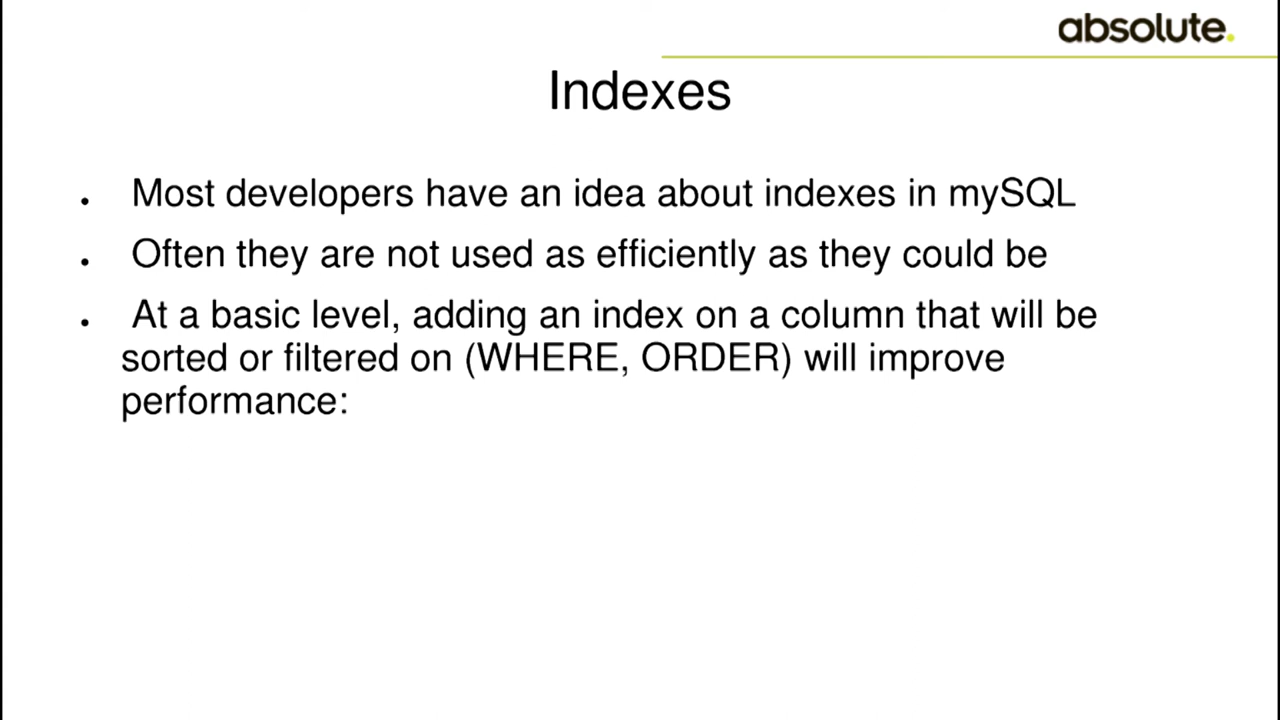 absolute.
Indexes
. Most developers have an idea about indexes in mySQL
. Often they are not used as efficiently as they could be
. At a basic level, adding an index on a column that will be
sorted or filtered on (WHERE, ORDER) will improve
performance: